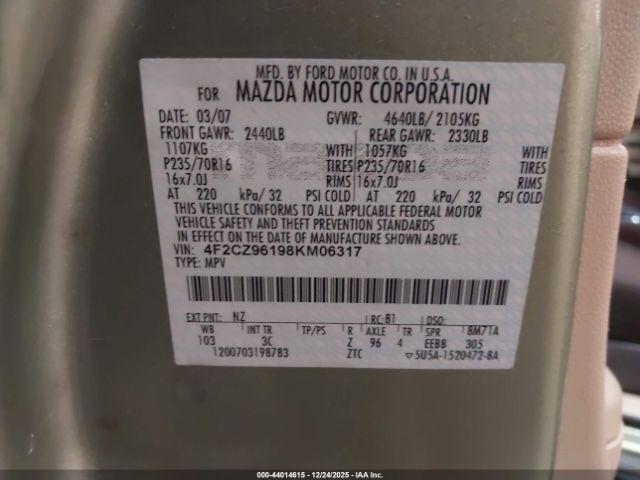 MFD. BY FORD MOTOR CO. IN U.S.A.
FOR MAZDA MOTOR CORPORATION
DATE: 03/07 GVWR: 4640LB/ 2105KG
FRONT GAWR: 2440LB REAR GAWR: 2330LB
1107KG WITH 1057KG WITH
P235/70R16 TIRES P235/70R16 TIRES
16x7.0J RIMS 16x7.0J RIMS
AT 220 kPa/ 32 PSI COLD AT 220 kPa/ 32 PSI COLD
THIS VEHICLE CONFORMS TO ALL APPLICABLE FEDERAL MOTOR
VEHICLE SAFETY AND THEFT PREVENTION STANDARDS
IN EFFECT ON THE DATE OF MANUFACTURE SHOWN ABOVE.
VIN: 4F2CZ96198KM06317
TYPE: MPV
EXT PNT: NZ RC: B1 DSO:
WB INT TR TP/PS R AXLE TR SPR 8M71A
103 3C Z 96 4 EEBB 305
1200703198783 ZTC 5U5A-1520472-8A
000-44014615 - 12/24/2025 - IAA Inc.